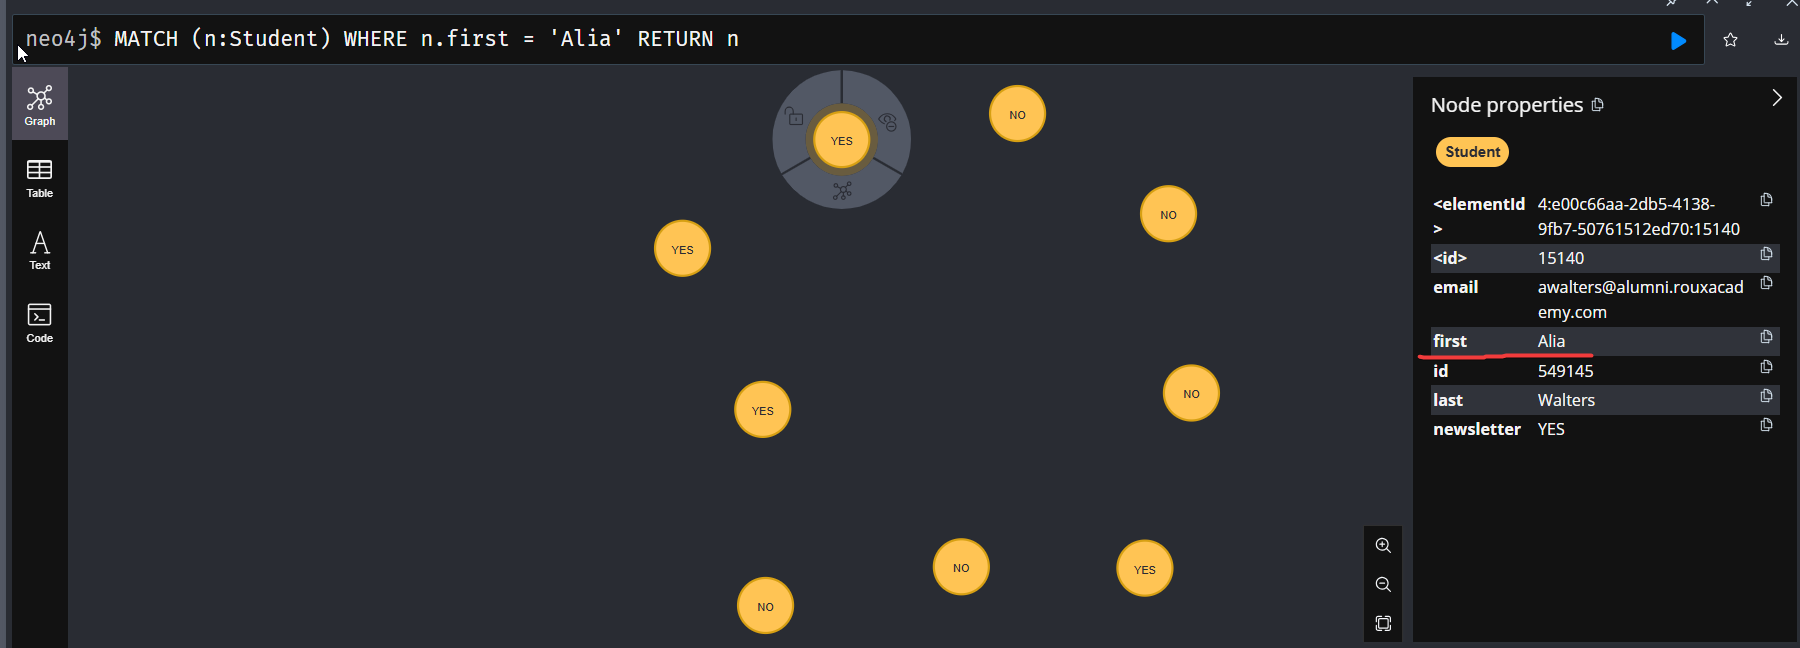 neo4j$ MATCH (n:Student) WHERE n.first = 'Alia' RETURN n
Graph
Table
Text
Code
YES
NO
NO
YES
NO
YES
NO
YES
NO
Node properties
Student
<elementId
>
4:e00c66aa-2db5-4138-
9fb7-50761512ed70:15140
<id> 15140
email awalters@alumni.rouxacad
emy.com
first Alia
id 549145
last Walters
newsletter YES